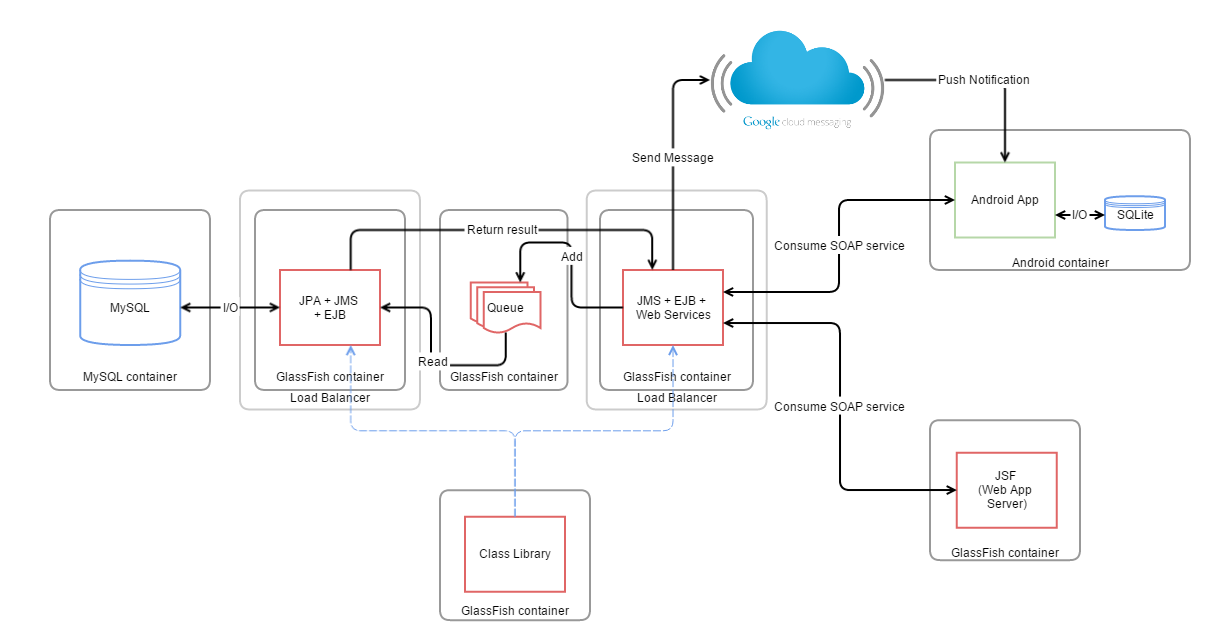 Google cloud messaging
Push Notification
Send Message
Android App
I/O
SQLite
Android container
Consume SOAP service
Return result
Add
MySQL
I/O
JPA + JMS
+ EJB
Queue
JMS + EJB +
Web Services
Read
MySQL container
GlassFish container
GlassFish container
GlassFish container
Load Balancer
Load Balancer
Consume SOAP service
JSF
(Web App
Server)
GlassFish container
Class Library
GlassFish container